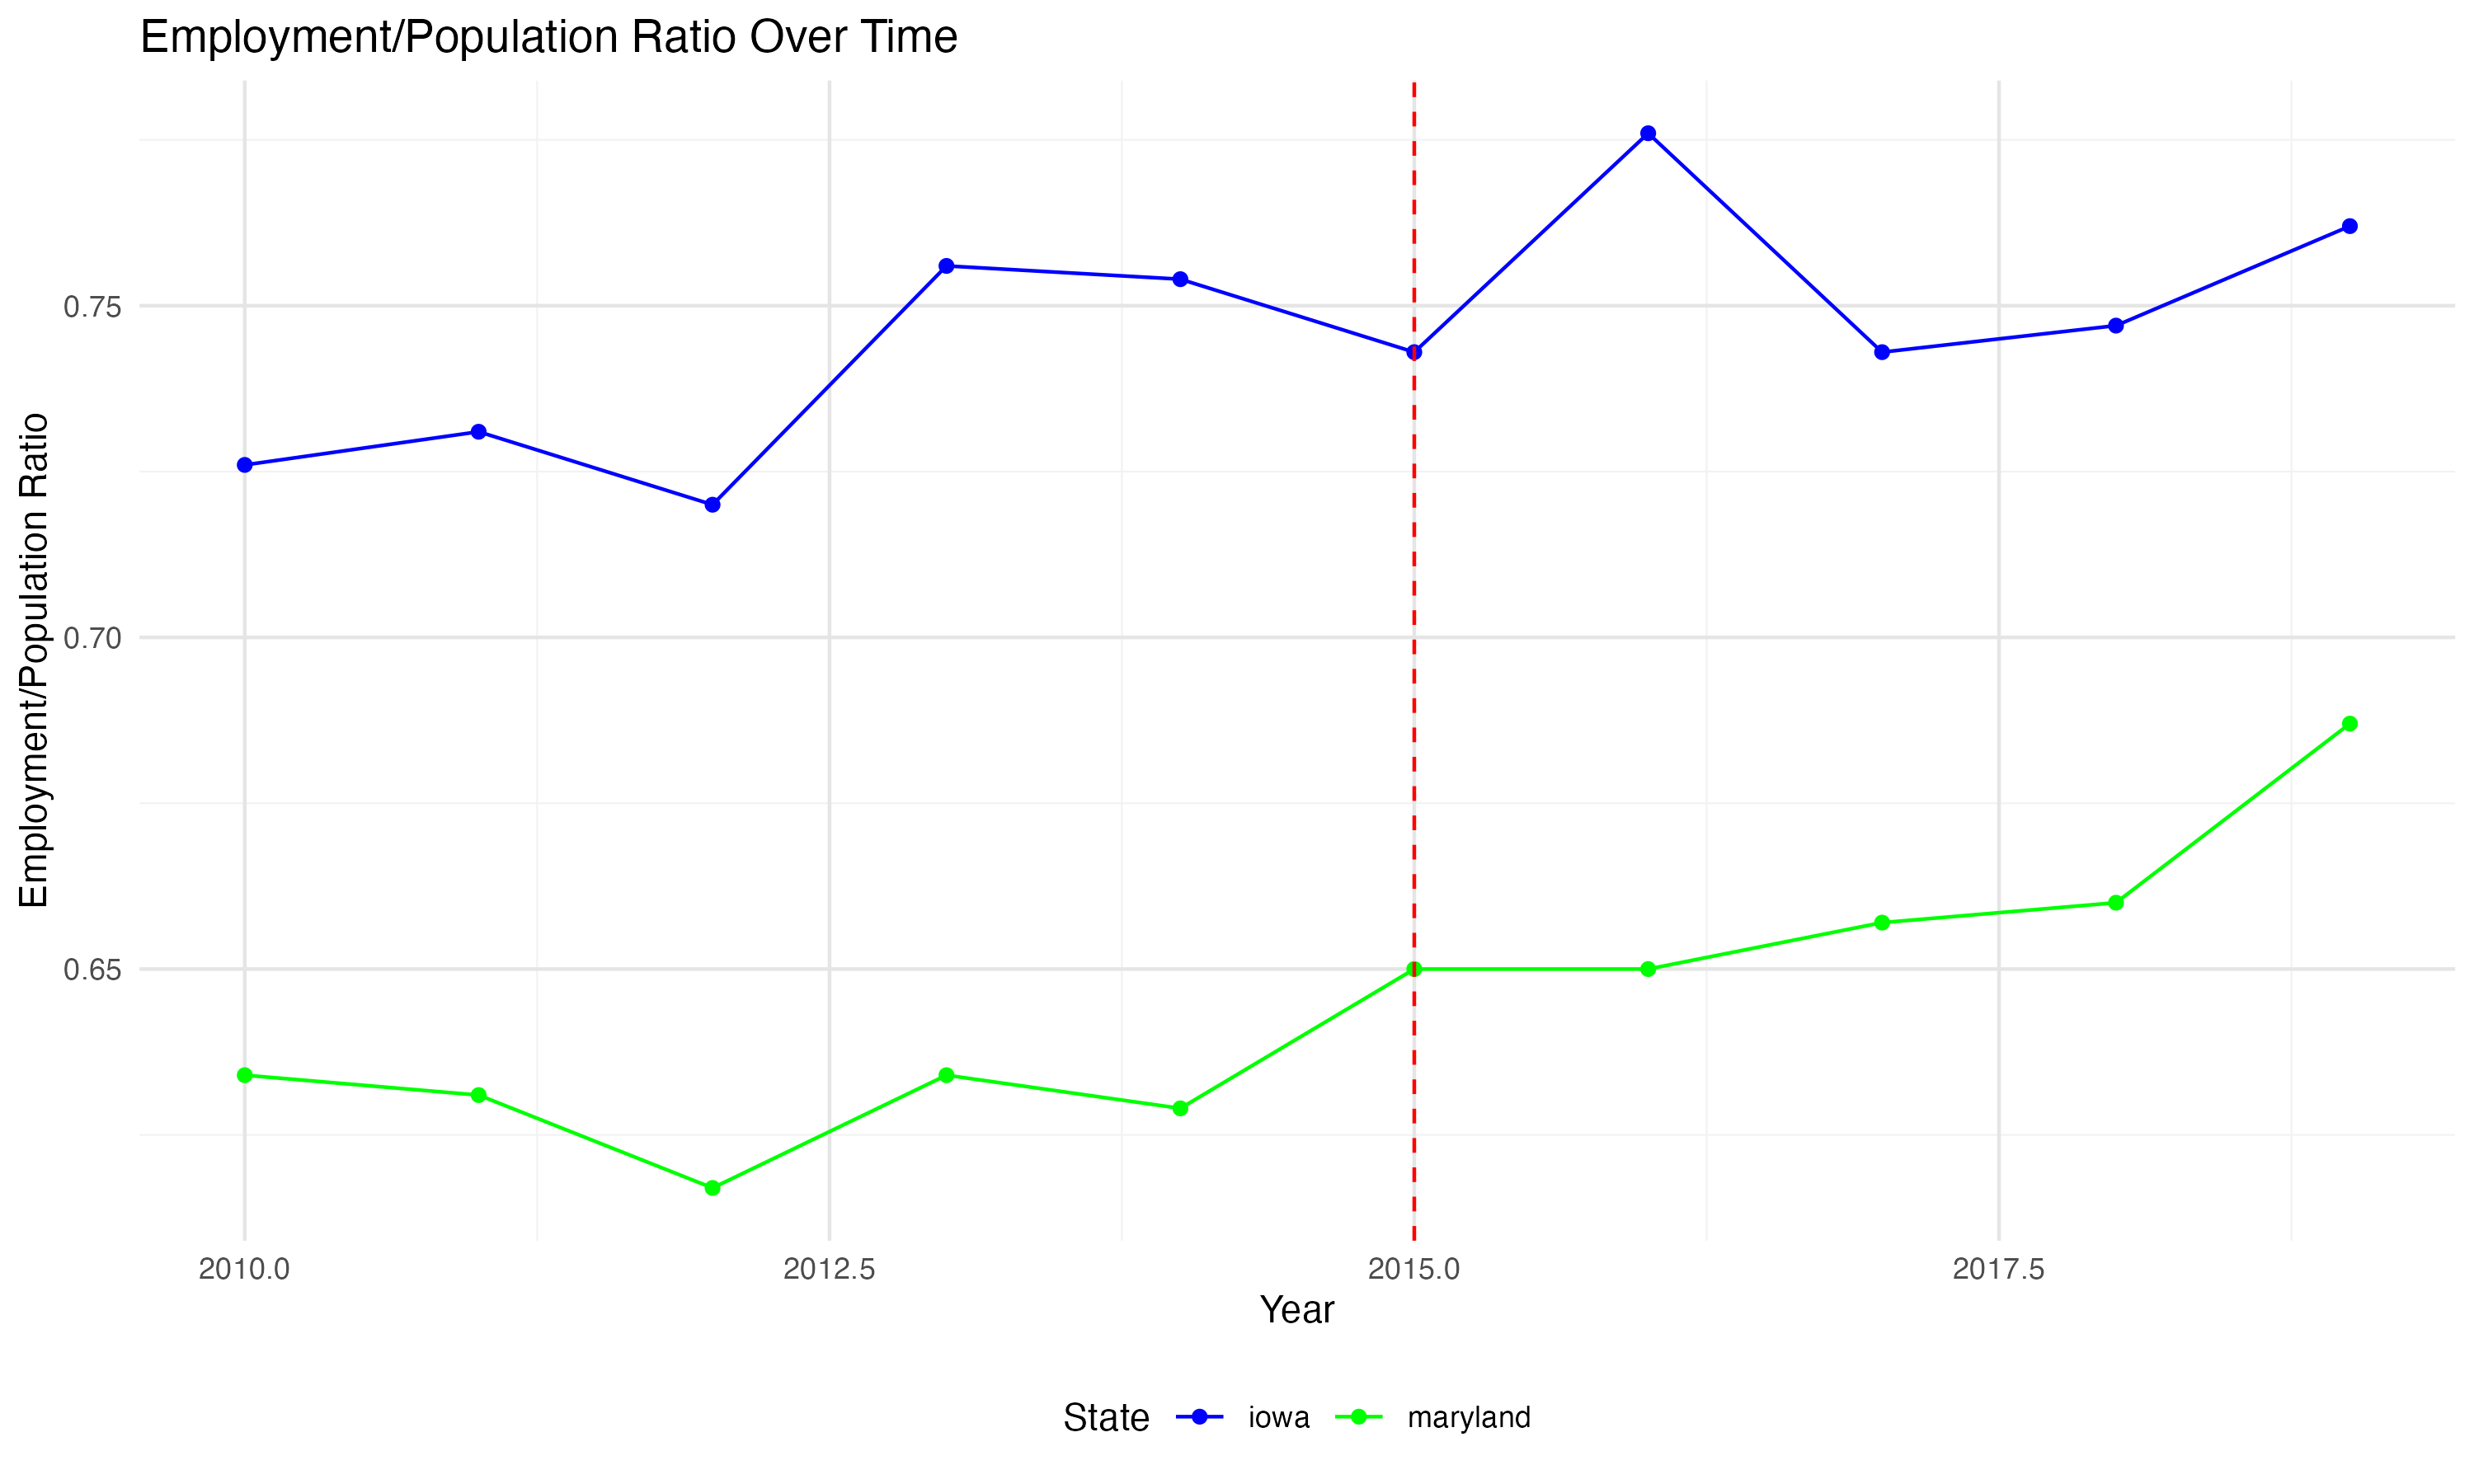 Employment/Population Ratio Over Time
Employment/Population Ratio
0.75
0.70
0.65
2010.0 2012.5 2015.0 2017.5
Year
State iowa maryland